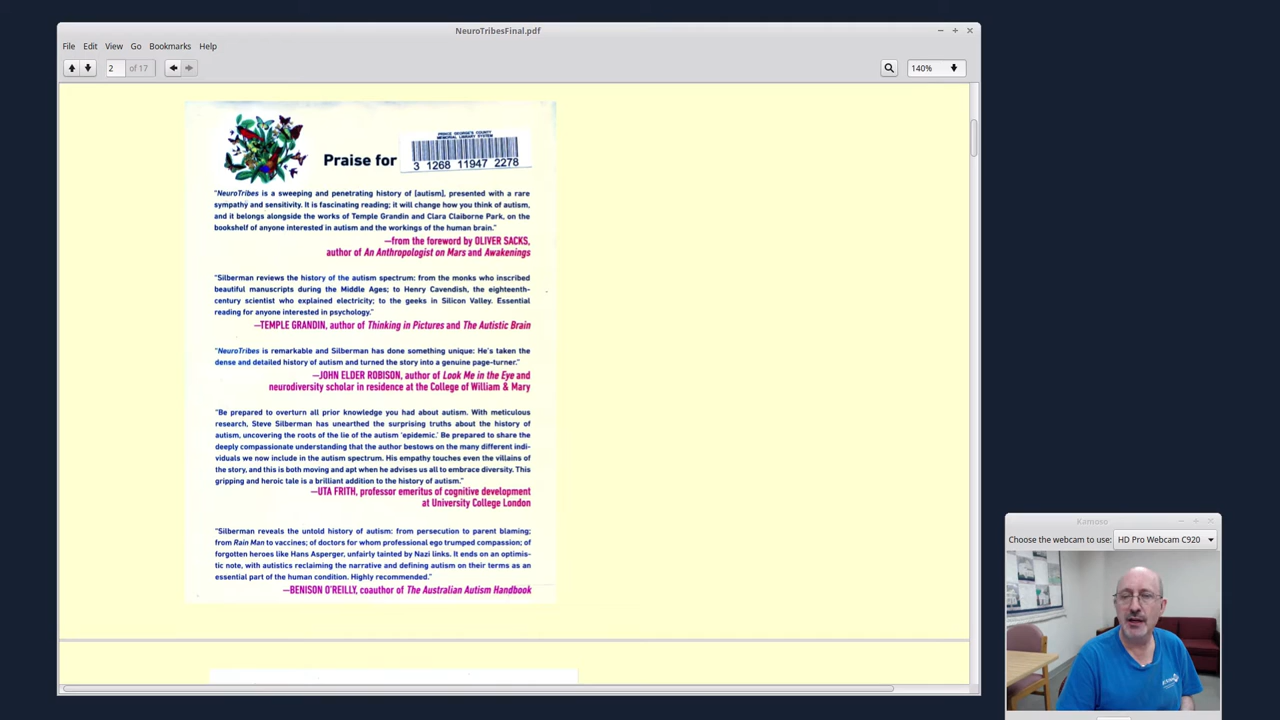 NeuroTribesFinal.pdf
File Edit View Go Bookmarks Help
2 of 17
140%
PRINCE GEORGE'S COUNTY
MEMORIAL LIBRARY SYSTEM
Praise for
3 1268 11947 2278
"NeuroTribes is a sweeping and penetrating history of [autism], presented with a rare
sympathy and sensitivity. It is fascinating reading; it will change how you think of autism,
and it belongs alongside the works of Temple Grandin and Clara Claiborne Park, on the
bookshelf of anyone interested in autism and the workings of the human brain."
—from the foreword by OLIVER SACKS,
author of An Anthropologist on Mars and Awakenings
"Silberman reviews the history of the autism spectrum: from the monks who inscribed
beautiful manuscripts during the Middle Ages; to Henry Cavendish, the eighteenth-
century scientist who explained electricity; to the geeks in Silicon Valley. Essential
reading for anyone interested in psychology."
—TEMPLE GRANDIN, author of Thinking in Pictures and The Autistic Brain
"NeuroTribes is remarkable and Silberman has done something unique: He's taken the
dense and detailed history of autism and turned the story into a genuine page-turner."
—JOHN ELDER ROBISON, author of Look Me in the Eye and
neurodiversity scholar in residence at the College of William & Mary
"Be prepared to overturn all prior knowledge you had about autism. With meticulous
research, Steve Silberman has unearthed the surprising truths about the history of
autism, uncovering the roots of the lie of the autism 'epidemic.' Be prepared to share the
deeply compassionate understanding that the author bestows on the many different indi-
viduals we now include in the autism spectrum. His empathy touches even the villains of
the story, and this is both moving and apt when he advises us all to embrace diversity. This
gripping and heroic tale is a brilliant addition to the history of autism."
—UTA FRITH, professor emeritus of cognitive development
at University College London
"Silberman reveals the untold history of autism: from persecution to parent blaming;
from Rain Man to vaccines; of doctors for whom professional ego trumped compassion; of
forgotten heroes like Hans Asperger, unfairly tainted by Nazi links. It ends on an optimis-
tic note, with autistics reclaiming the narrative and defining autism on their terms as an
essential part of the human condition. Highly recommended."
—BENISON O'REILLY, coauthor of The Australian Autism Handbook
Kamoso
Choose the webcam to use: HD Pro Webcam C920